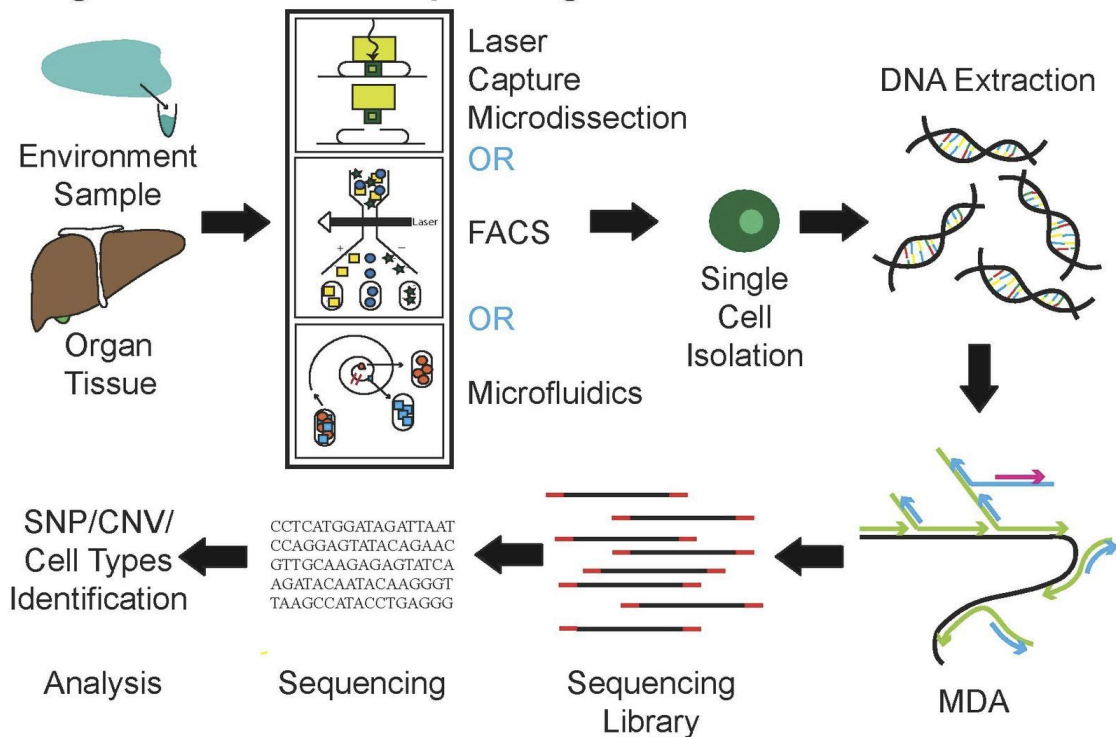 Environment
Sample
Organ
Tissue
Laser
Capture
Microdissection
OR
FACS
OR
Microfluidics
Laser
+
−
Single
Cell
Isolation
DNA Extraction
MDA
Sequencing
Library
CCTCATGGATAGATTAAT
CCAGGAGTATACAGAAC
GTTGCAAGAGAGTATCA
AGATACAATACAAGGGT
TAAGCCATACCTGAGGG
Sequencing
SNP/CNV/
Cell Types
Identification
Analysis